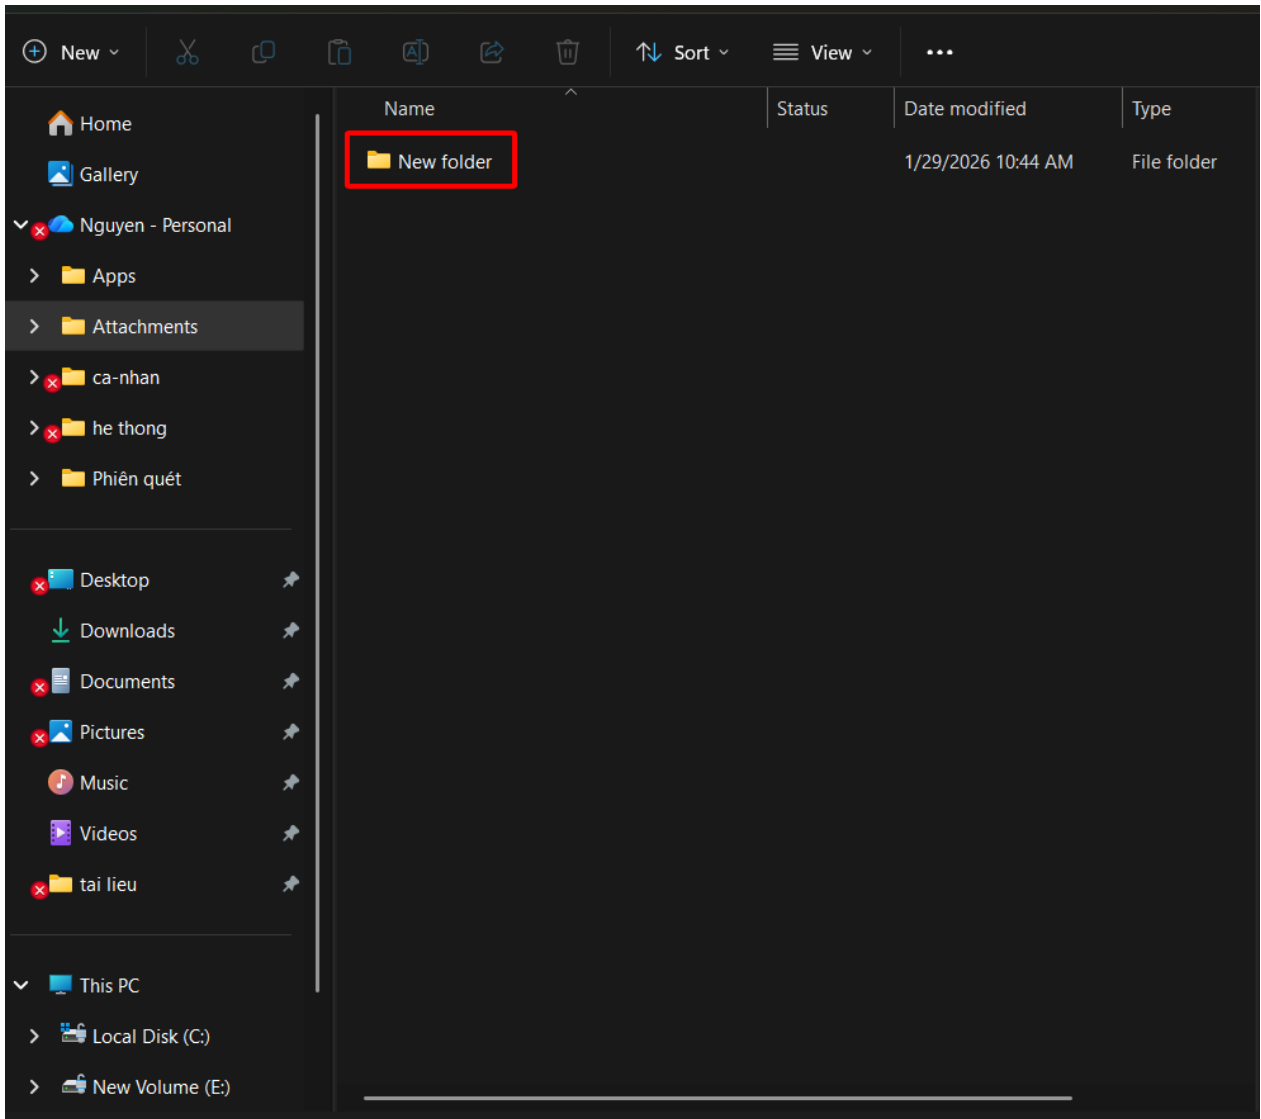 New
Sort
View
Name
Status
Date modified
Type
New folder
1/29/2026 10:44 AM
File folder
Home
Gallery
Nguyen - Personal
Apps
Attachments
ca-nhan
he thong
Phiên quét
Desktop
Downloads
Documents
Pictures
Music
Videos
tai lieu
This PC
Local Disk (C:)
New Volume (E:)